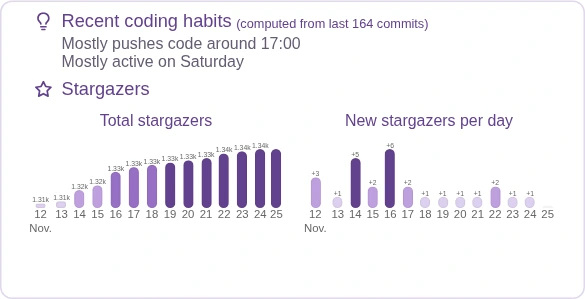 Recent coding habits (computed from last 164 commits)
Mostly pushes code around 17:00
Mostly active on Saturday
Stargazers
Total stargazers
1.31k 1.31k 1.32k 1.32k 1.33k 1.33k 1.33k 1.33k 1.33k 1.33k 1.34k 1.34k 1.34k
12 13 14 15 16 17 18 19 20 21 22 23 24 25
Nov.
New stargazers per day
+3 +1 +5 +2 +6 +2 +1 +1 +1 +1 +2 +1 +1
12 13 14 15 16 17 18 19 20 21 22 23 24 25
Nov.